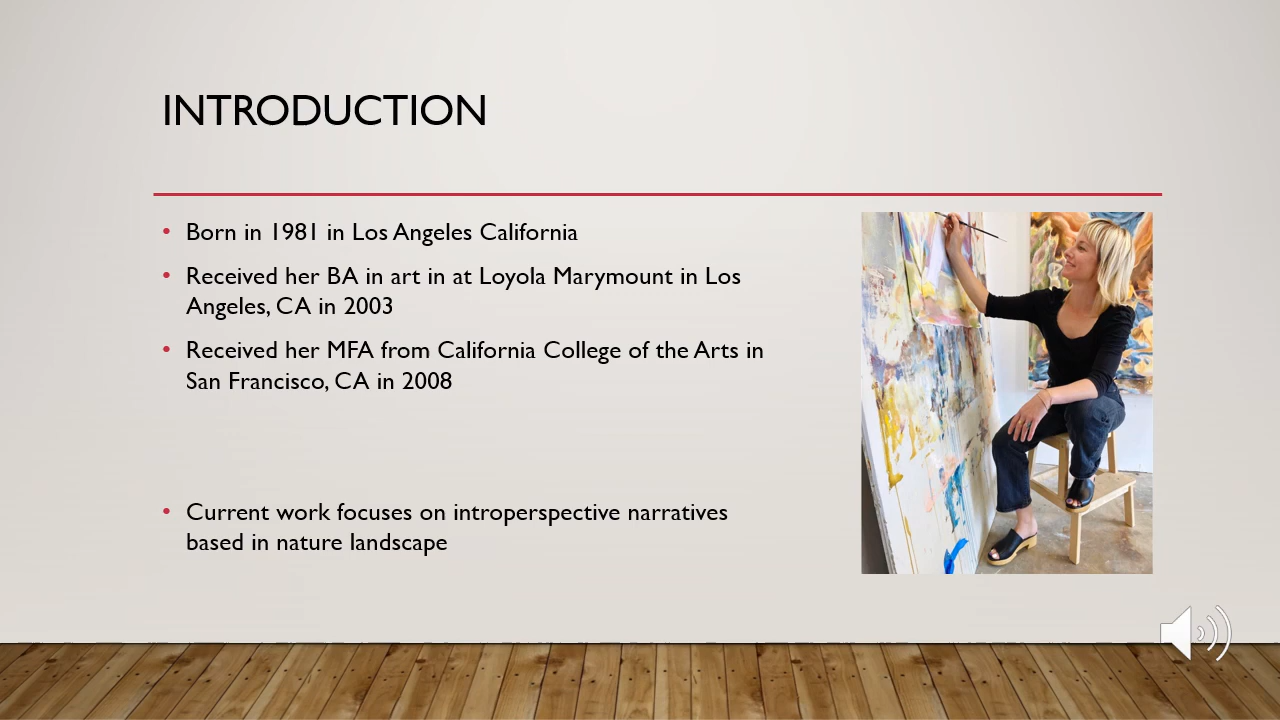 INTRODUCTION
• Born in 1981 in Los Angeles California
• Received her BA in art in at Loyola Marymount in Los
Angeles, CA in 2003
• Received her MFA from California College of the Arts in
San Francisco, CA in 2008
• Current work focuses on introperspective narratives
based in nature landscape